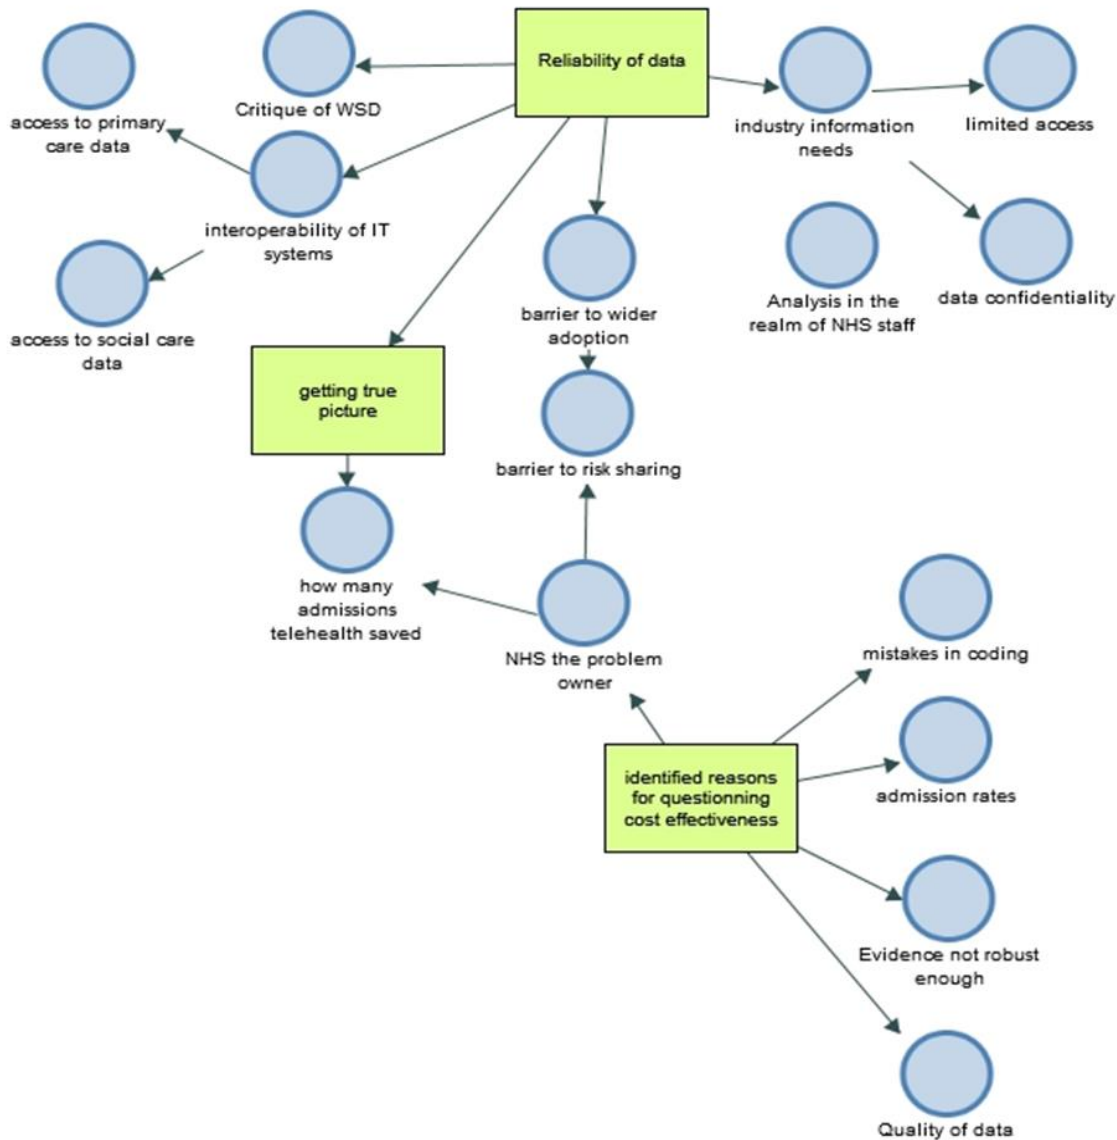 Reliability of data
access to primary
care data
Critique of WSD
industry information
needs
limited access
interoperability of IT
systems
access to social care
data
barrier to wider
adoption
Analysis in the
realm of NHS staff
data confidentiality
getting true
picture
barrier to risk sharing
how many
admissions
telehealth saved
NHS the problem
owner
mistakes in coding
identified reasons
for questionning
cost effectiveness
admission rates
Evidence not robust
enough
Quality of data